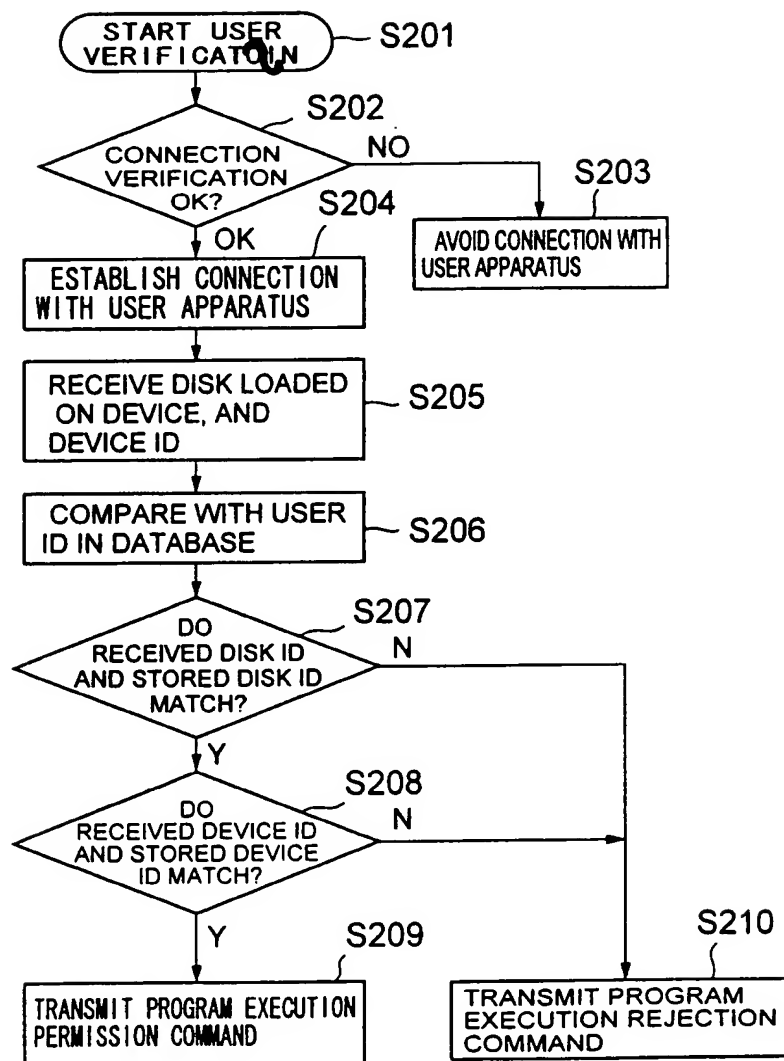 START USER
VERIFICATOIN
S201
S202
CONNECTION
VERIFICATION
OK?
NO
S203
AVOID CONNECTION WITH
USER APPARATUS
OK
S204
ESTABLISH CONNECTION
WITH USER APPARATUS
RECEIVE DISK LOADED
ON DEVICE, AND
DEVICE ID
S205
COMPARE WITH USER
ID IN DATABASE
S206
S207
DO
RECEIVED DISK ID
AND STORED DISK ID
MATCH?
N
Y
S208
DO
RECEIVED DEVICE ID
AND STORED DEVICE
ID MATCH?
N
Y
S209
TRANSMIT PROGRAM EXECUTION
PERMISSION COMMAND
S210
TRANSMIT PROGRAM
EXECUTION REJECTION
COMMAND